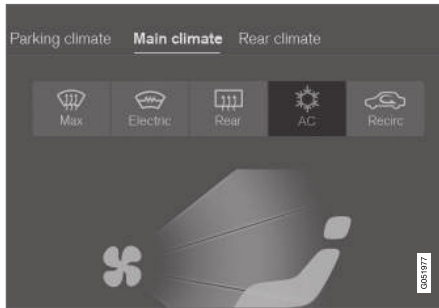 Parking climate Main climate Rear climate
Max Electric Rear AC Recirc
G051977